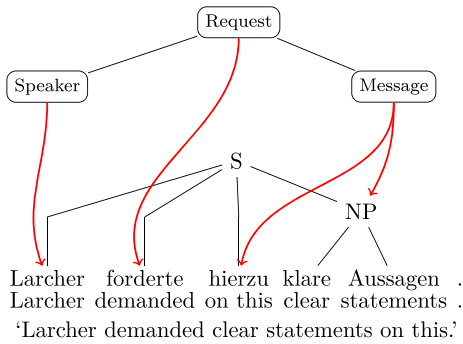 Request
Speaker Message
S
NP
Larcher forderte hierzu klare Aussagen .
Larcher demanded on this clear statements .
‘Larcher demanded clear statements on this.’